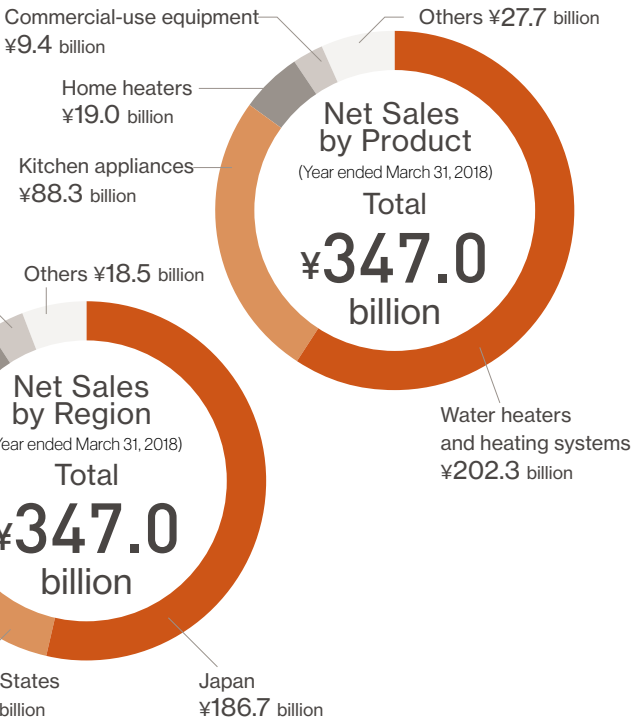 Commercial-use equipment
¥9.4 billion
Others ¥27.7 billion
Home heaters
¥19.0 billion
Kitchen appliances
¥88.3 billion
Net Sales
by Product
(Year ended March 31, 2018)
Total
¥347.0
billion
Water heaters
and heating systems
¥202.3 billion
Others ¥18.5 billion
Net Sales
by Region
ended March 31, 2018)
Total
¥347.0
billion
States
billion
Japan
¥186.7 billion